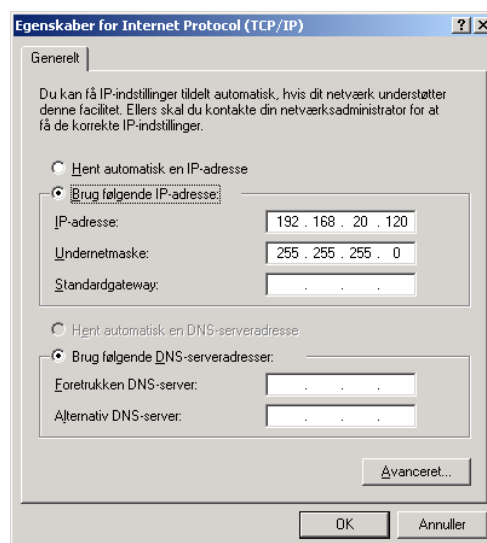 Egenskaber for Internet Protocol (TCP/IP)
Generelt
Du kan få IP-indstillinger tildelt automatisk, hvis dit netværk understøtter
denne facilitet. Ellers skal du kontakte din netværksadministrator for at
få de korrekte IP-indstillinger.
Hent automatisk en IP-adresse
Brug følgende IP-adresse:
IP-adresse: 192 . 168 . 20 . 120
Undernetmaske: 255 . 255 . 255 . 0
Standardgateway: . . .
Hent automatisk en DNS-serveradresse
Brug følgende DNS-serveradresser:
Foretrukken DNS-server: . . .
Alternativ DNS-server: . . .
Avanceret...
OK Annuller